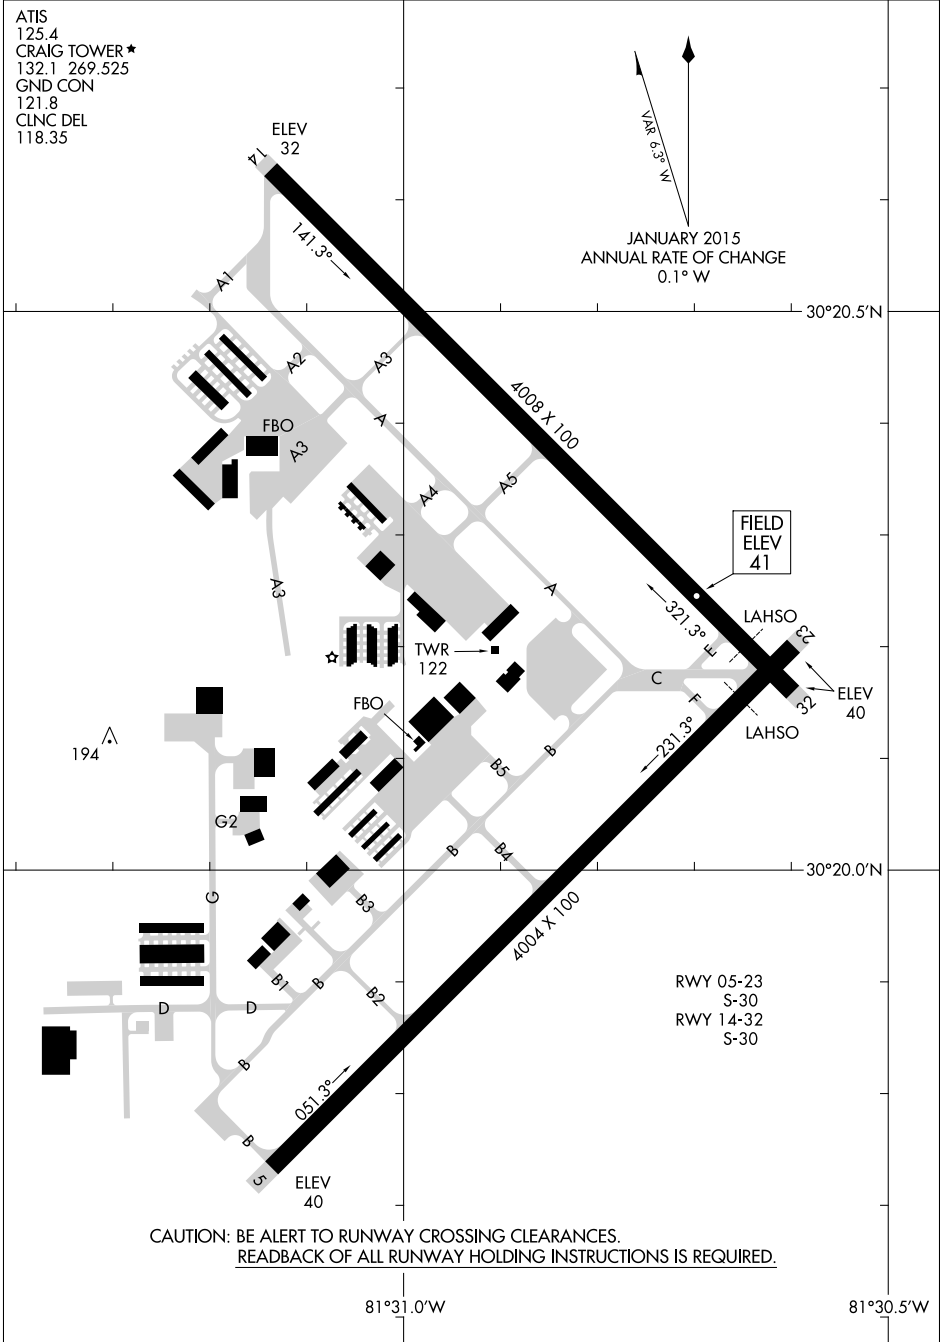 ATIS
125.4
CRAIG TOWER★
132.1 269.525
GND CON
121.8
CLNC DEL
118.35
ELEV
32
14
VAR 6.3° W
JANUARY 2015
ANNUAL RATE OF CHANGE
0.1° W
141.3°
A1
30°20.5'N
A2
A3
4008 X 100
A
FBO
A3
A4
A5
FIELD
ELEV
41
A3
A
321.3°
LAHSO
23
E
TWR
122
C
ELEV
40
F
32
FBO
231.3°
LAHSO
194
B
B5
G2
B
B4
30°20.0'N
G
B3
4004 X 100
B1
B
B2
RWY 05-23
S-30
RWY 14-32
S-30
D
D
B
051.3°
B
5
ELEV
40
CAUTION: BE ALERT TO RUNWAY CROSSING CLEARANCES.
READBACK OF ALL RUNWAY HOLDING INSTRUCTIONS IS REQUIRED.
81°31.0'W
81°30.5'W